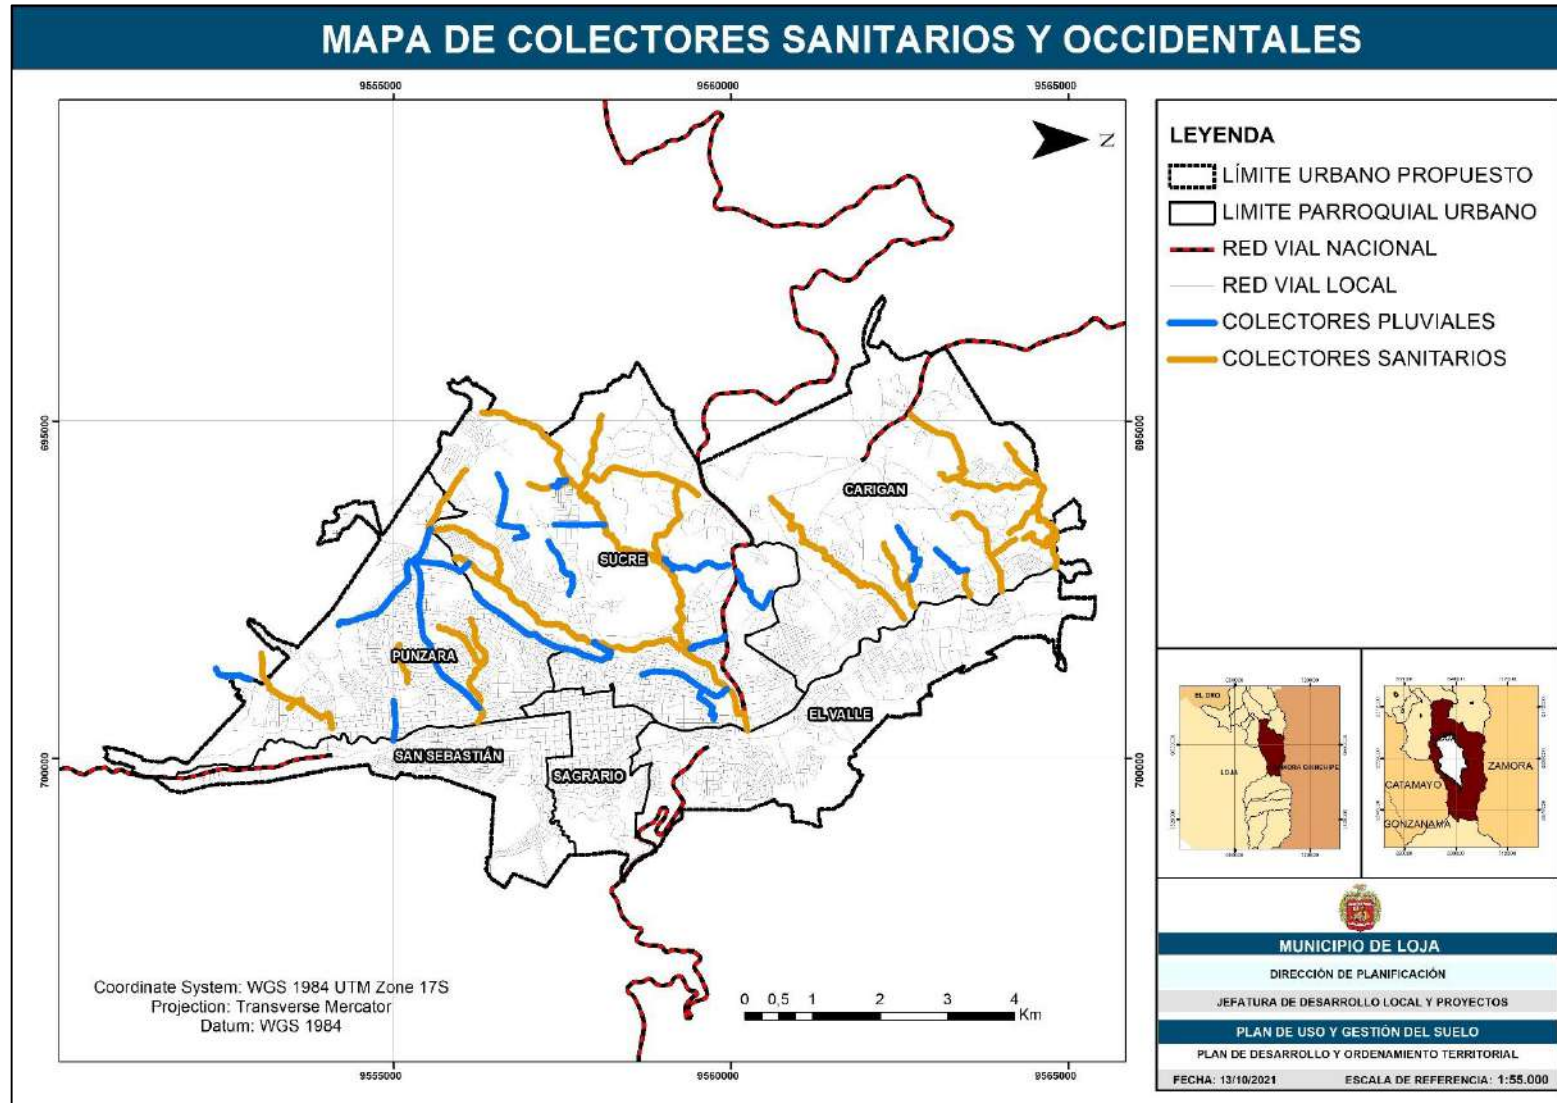 MAPA DE COLECTORES SANITARIOS Y OCCIDENTALES
9555000
9560000
9565000
N
695000
695000
CARIGAN
SUCRE
PUNZARA
EL VALLE
SAN SEBASTIÁN
SAGRARIO
700000
700000
Coordinate System: WGS 1984 UTM Zone 17S
Projection: Transverse Mercator
Datum: WGS 1984
0 0,5 1 2 3 4
Km
9555000
9560000
9565000
LEYENDA
LÍMITE URBANO PROPUESTO
LIMITE PARROQUIAL URBANO
RED VIAL NACIONAL
RED VIAL LOCAL
COLECTORES PLUVIALES
COLECTORES SANITARIOS
EL ORO
LOJA
ZAMORA
CATAMAYO
GONZANAMA
MUNICIPIO DE LOJA
DIRECCIÓN DE PLANIFICACIÓN
JEFATURA DE DESARROLLO LOCAL Y PROYECTOS
PLAN DE USO Y GESTIÓN DEL SUELO
PLAN DE DESARROLLO Y ORDENAMIENTO TERRITORIAL
FECHA: 13/10/2021 ESCALA DE REFERENCIA: 1:55.000